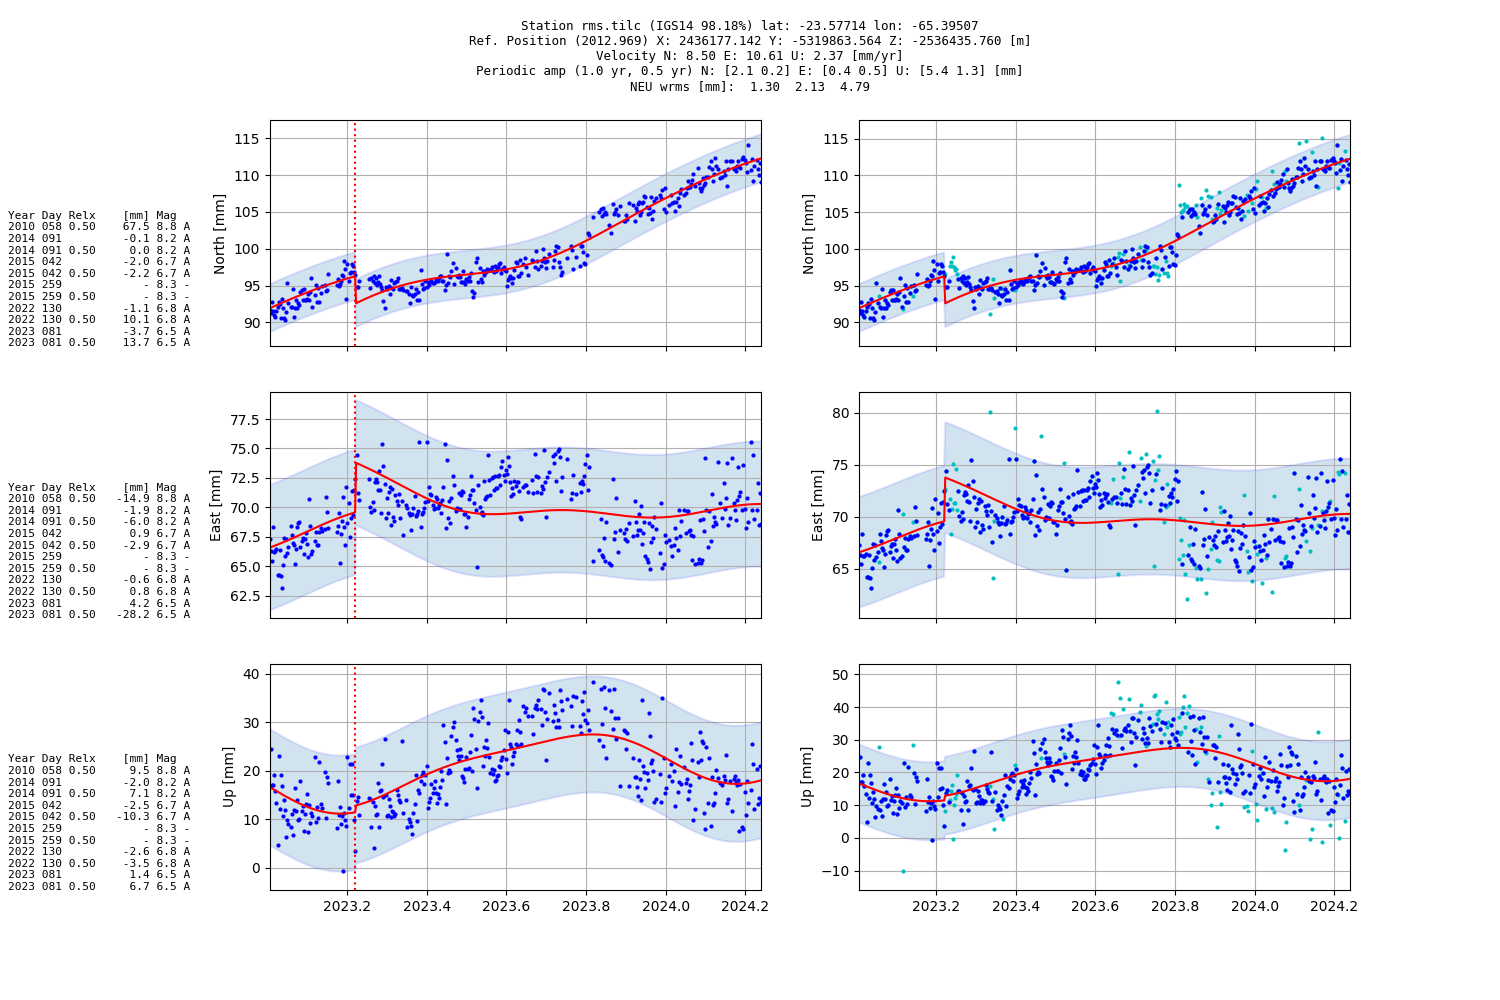 Station rms.tilc (IGS14 98.18%) lat: -23.57714 lon: -65.39507
Ref. Position (2012.969) X: 2436177.142 Y: -5319863.564 Z: -2536435.760 [m]
Velocity N: 8.50 E: 10.61 U: 2.37 [mm/yr]
Periodic amp (1.0 yr, 0.5 yr) N: [2.1 0.2] E: [0.4 0.5] U: [5.4 1.3] [mm]
NEU wrms [mm]: 1.30 2.13 4.79
Year Day Relx [mm] Mag
2010 058 0.50 67.5 8.8 A
2014 091 -0.1 8.2 A
2014 091 0.50 0.0 8.2 A
2015 042 -2.0 6.7 A
2015 042 0.50 -2.2 6.7 A
2015 259 - 8.3 -
2015 259 0.50 - 8.3 -
2022 130 -1.1 6.8 A
2022 130 0.50 10.1 6.8 A
2023 081 -3.7 6.5 A
2023 081 0.50 13.7 6.5 A
North [mm]
115
110
105
100
95
90
North [mm]
115
110
105
100
95
90
Year Day Relx [mm] Mag
2010 058 0.50 -14.9 8.8 A
2014 091 -1.9 8.2 A
2014 091 0.50 -6.0 8.2 A
2015 042 0.9 6.7 A
2015 042 0.50 -2.9 6.7 A
2015 259 - 8.3 -
2015 259 0.50 - 8.3 -
2022 130 -0.6 6.8 A
2022 130 0.50 0.8 6.8 A
2023 081 4.2 6.5 A
2023 081 0.50 -28.2 6.5 A
East [mm]
77.5
75.0
72.5
70.0
67.5
65.0
62.5
East [mm]
80
75
70
65
Year Day Relx [mm] Mag
2010 058 0.50 9.5 8.8 A
2014 091 -2.0 8.2 A
2014 091 0.50 7.1 8.2 A
2015 042 -2.5 6.7 A
2015 042 0.50 -10.3 6.7 A
2015 259 - 8.3 -
2015 259 0.50 - 8.3 -
2022 130 -2.6 6.8 A
2022 130 0.50 -3.5 6.8 A
2023 081 1.4 6.5 A
2023 081 0.50 6.7 6.5 A
Up [mm]
40
30
20
10
0
2023.2 2023.4 2023.6 2023.8 2024.0 2024.2
Up [mm]
50
40
30
20
10
0
−10
2023.2 2023.4 2023.6 2023.8 2024.0 2024.2